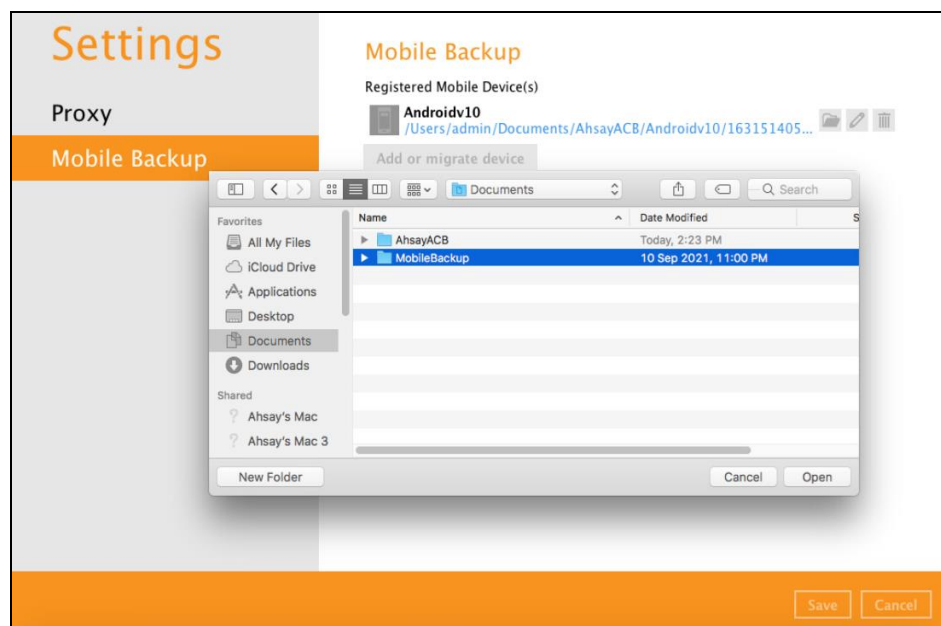 Settings
Proxy
Mobile Backup
Mobile Backup
Registered Mobile Device(s)
Androidv10
/Users/admin/Documents/AhsayACB/Androidv10/163151405...
Add or migrate device
Documents
Search
Favorites
All My Files
iCloud Drive
Applications
Desktop
Documents
Downloads
Shared
Ahsay's Mac
Ahsay's Mac 3
Name Date Modified S
AhsayACB Today, 2:23 PM
MobileBackup 10 Sep 2021, 11:00 PM
New Folder Cancel Open
Save Cancel